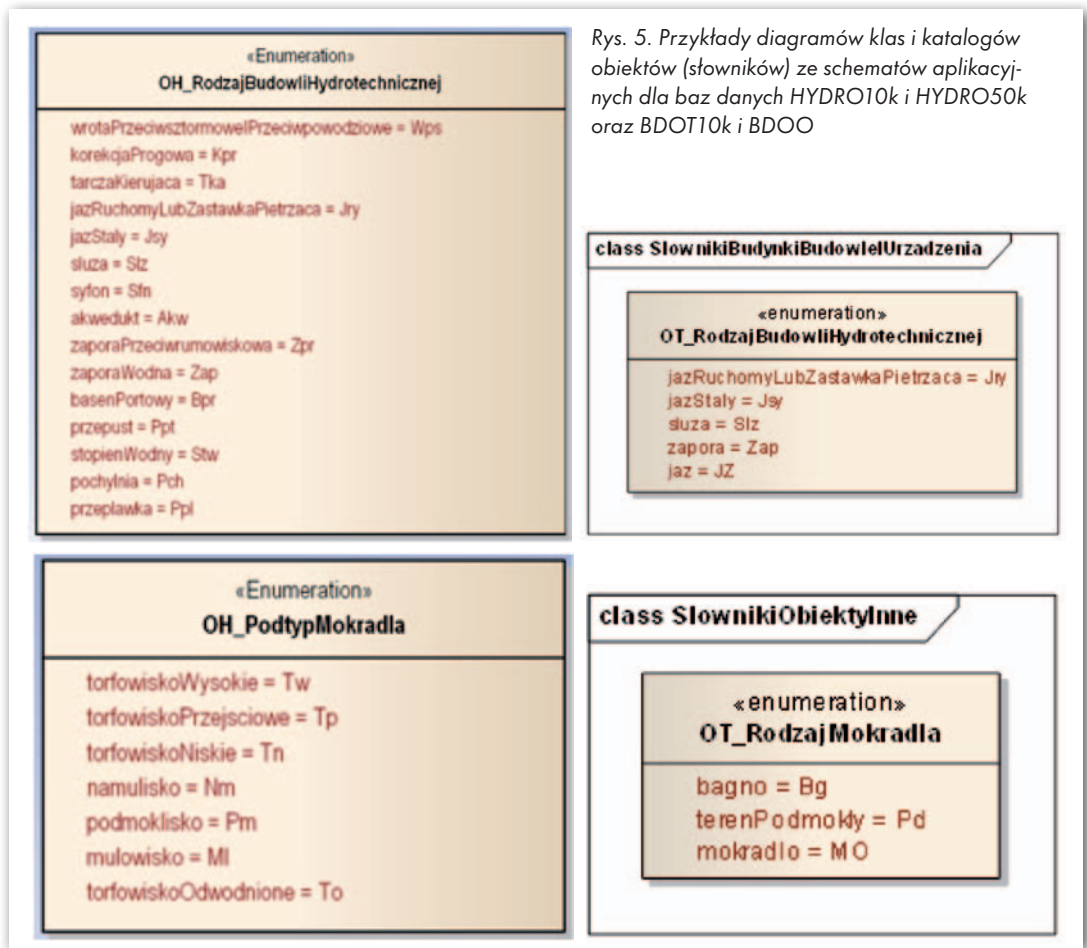 «Enumeration»
OH_RodzajBudowliHydrotechnicznej
wrotaPrzeciwsztormoweIPrzeciwpowodziowe = Wps
korekcjaProgowa = Kpr
tarczaKierujaca = Tka
jazRuchomyLubZastawkaPietrzaca = Jry
jazStaly = Jsy
sluza = Slz
syfon = Sfn
akwedukt = Akw
zaporaPrzeciwrumowiskowa = Zpr
zaporaWodna = Zap
basenPortowy = Bpr
przepust = Ppt
stopienWodny = Stw
pochylnia = Pch
przeplawka = Ppl
Rys. 5. Przykłady diagramów klas i katalogów
obiektów (słowników) ze schematów aplikacyj-
nych dla baz danych HYDRO10k i HYDRO50k
oraz BDOT10k i BDOO
class SlownikiBudynkiBudowleIUrzadzenia
«enumeration»
OT_RodzajBudowliHydrotechnicznej
jazRuchomyLubZastawkaPietrzaca = Jry
jazStaly = Jsy
sluza = Slz
zapora = Zap
jaz = JZ
«Enumeration»
OH_PodtypMokradla
torfowiskoWysokie = Tw
torfowiskoPrzejsciowe = Tp
torfowiskoNiskie = Tn
namulisko = Nm
podmoklisko = Pm
mulowisko = Ml
torfowiskoOdwodnione = To
class SlownikiObiektyInne
«enumeration»
OT_RodzajMokradla
bagno = Bg
terenPodmokly = Pd
mokradlo = MO